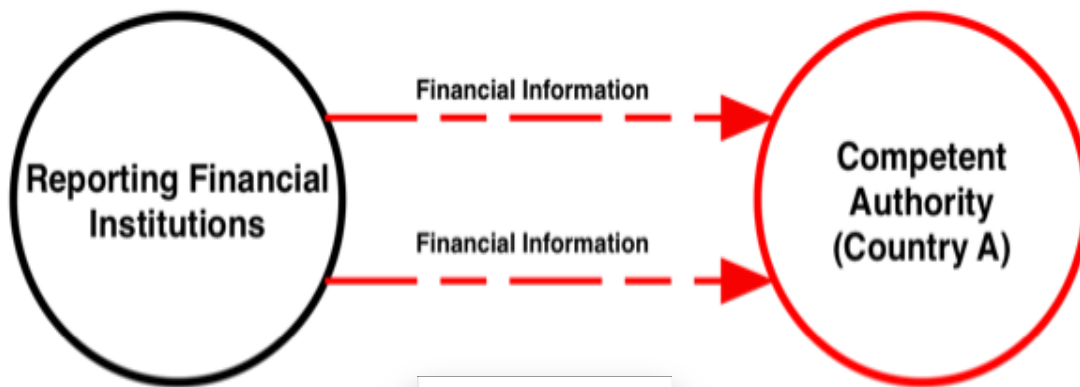 Financial Information
Reporting Financial
Institutions
Competent
Authority
(Country A)
Financial Information